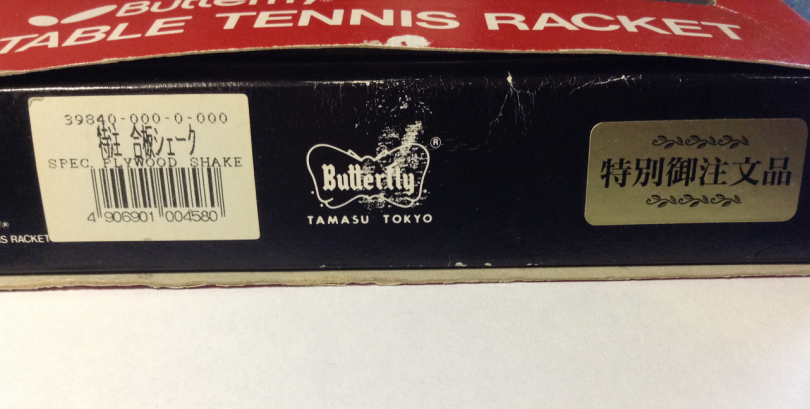 Butterfly®
TABLE TENNIS RACKET
39840-000-0-000
特注 合板シェーク
SPEC.PLYWOOD SHAKE
4 906901 004580
S RACKET
Butterfly®
TAMASU TOKYO
特別御注文品